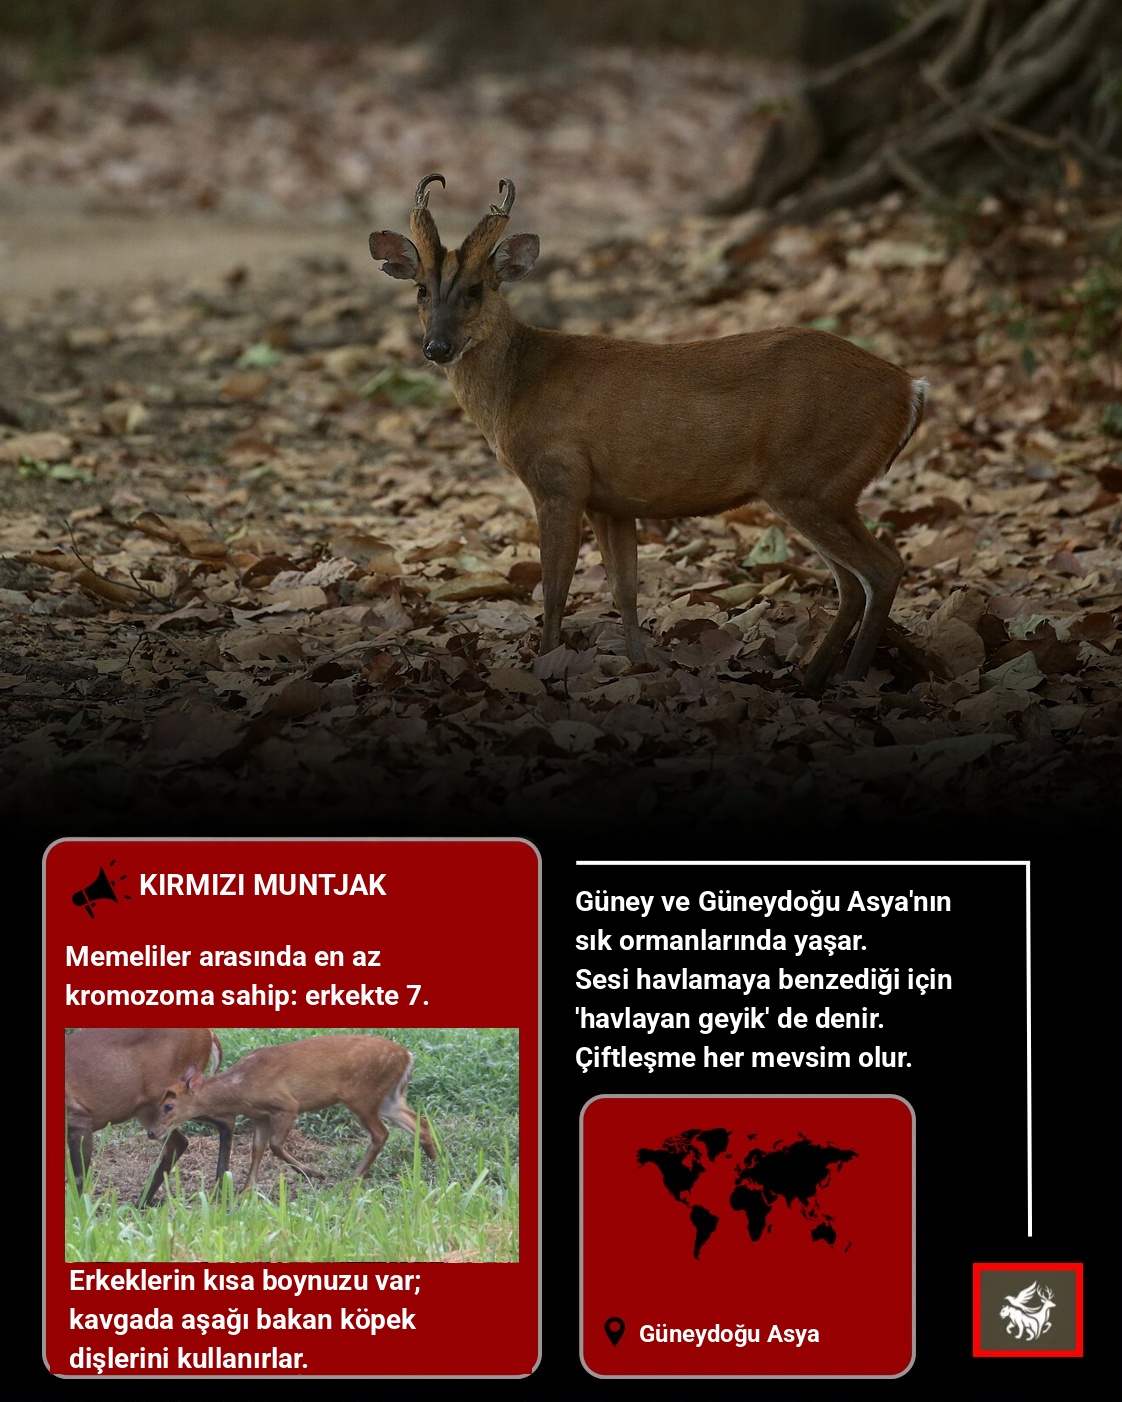 KIRMIZI MUNTJAK
Memeliler arasında en az
kromozoma sahip: erkekte 7.
Erkeklerin kısa boynuzu var;
kavgada aşağı bakan köpek
dişlerini kullanırlar.
Güney ve Güneydoğu Asya'nın
sık ormanlarında yaşar.
Sesi havlamaya benzediği için
'havlayan geyik' de denir.
Çiftleşme her mevsim olur.
Güneydoğu Asya